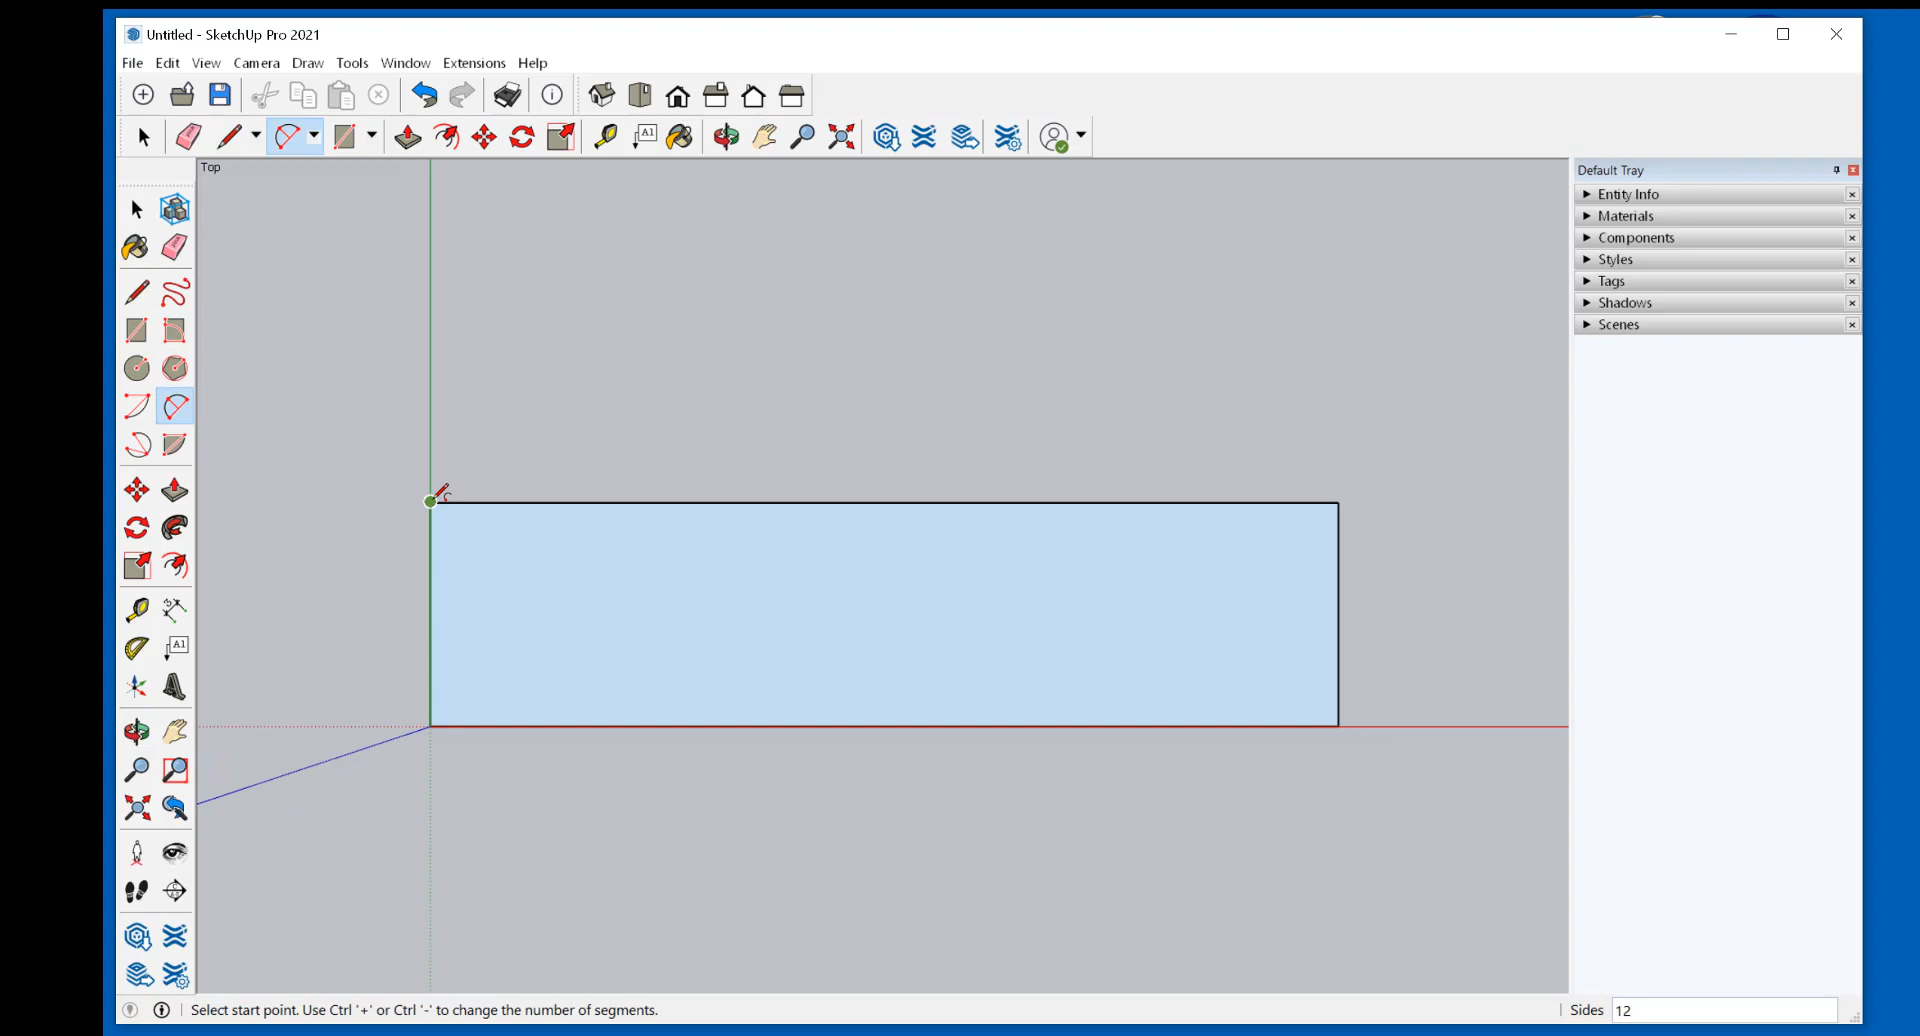 Untitled - SketchUp Pro 2021
File Edit View Camera Draw Tools Window Extensions Help
A1
Top
Default Tray
Entity Info
Materials
Components
Styles
Tags
Shadows
Scenes
A1
Select start point. Use Ctrl '+' or Ctrl '-' to change the number of segments.
Sides 12